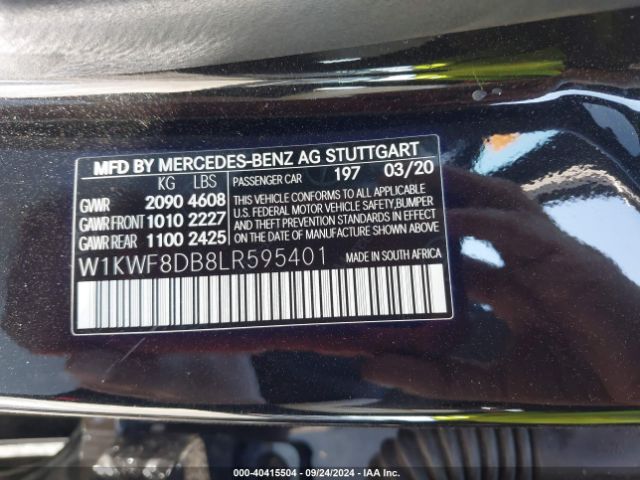 MFD BY MERCEDES-BENZ AG STUTTGART
KG LBS PASSENGER CAR 197 03/20
GVWR 2090 4608
GAWR FRONT 1010 2227
GAWR REAR 1100 2425
THIS VEHICLE CONFORMS TO ALL APPLICABLE
U.S. FEDERAL MOTOR VEHICLE SAFETY,BUMPER
AND THEFT PREVENTION STANDARDS IN EFFECT
ON THE DATE OF MANUFACTURE SHOWN ABOVE
W1KWF8DB8LR595401 MADE IN SOUTH AFRICA
000-40415504 - 09/24/2024 - IAA Inc.